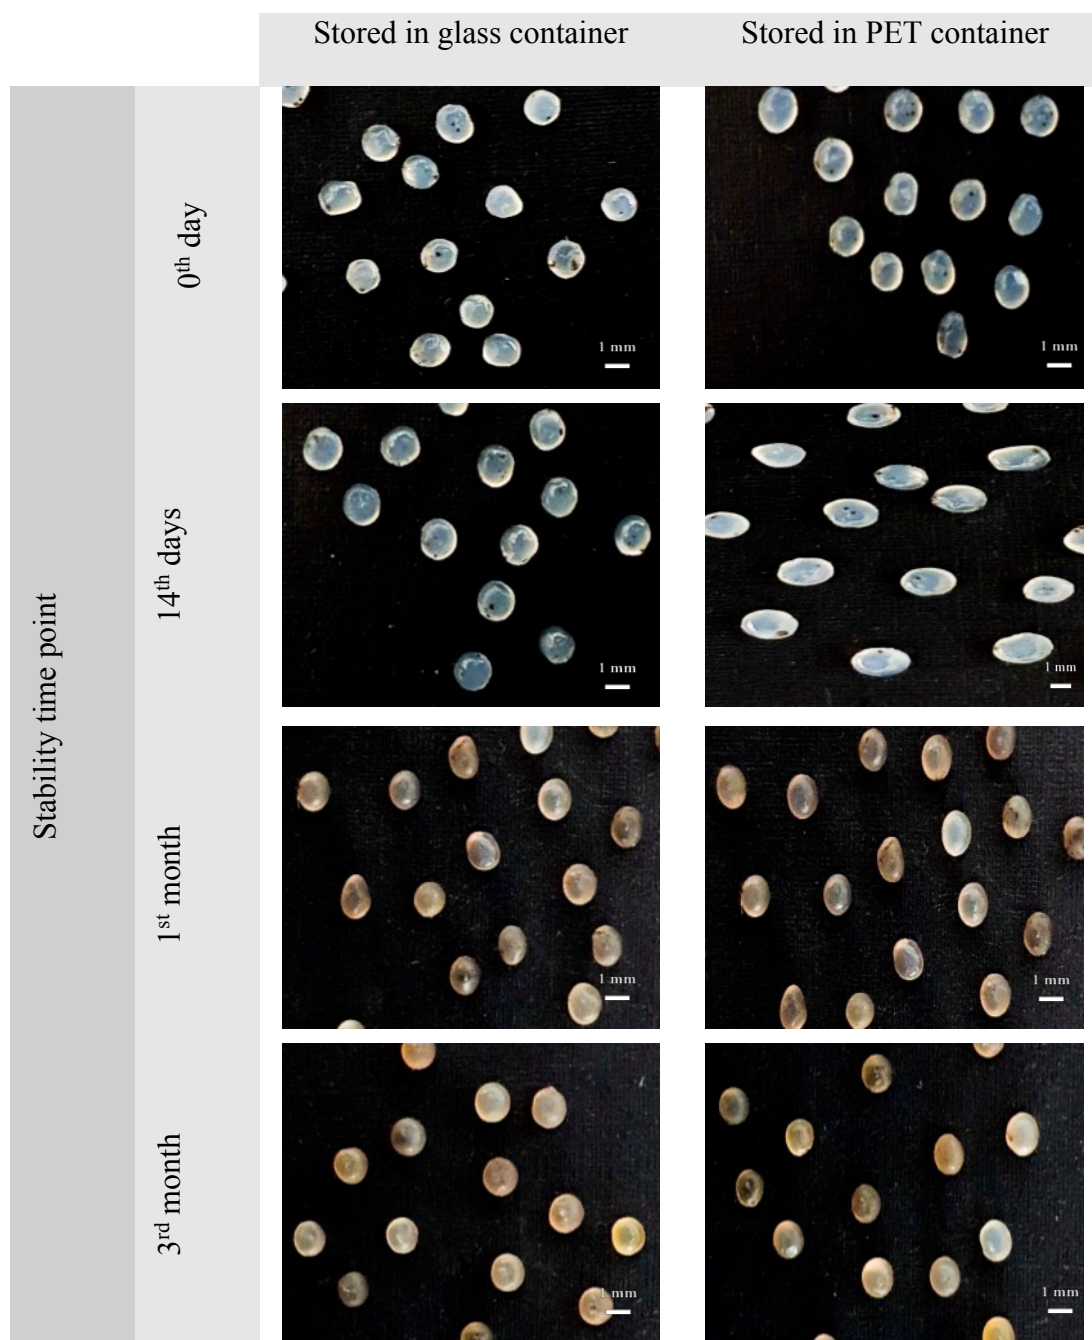 Stored in glass container
Stored in PET container
Stability time point
0th day
1 mm
1 mm
14th days
1 mm
1 mm
1st month
1 mm
1 mm
3rd month
1 mm
1 mm